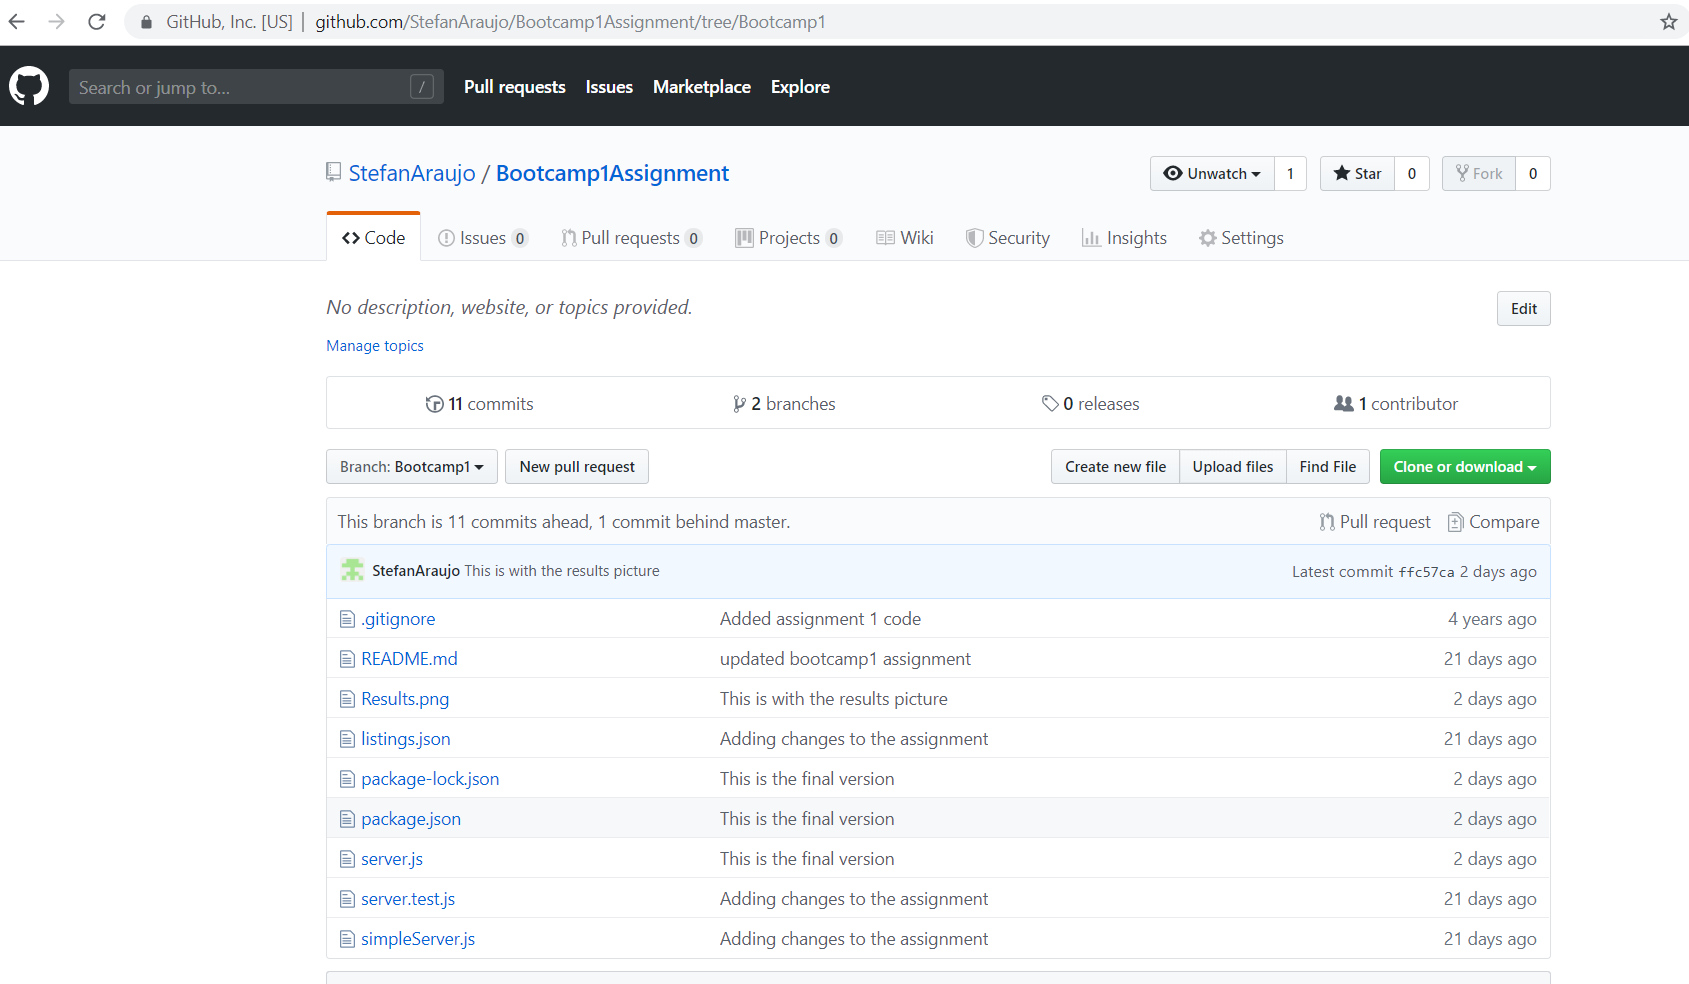 GitHub, Inc. [US] | github.com/StefanAraujo/Bootcamp1Assignment/tree/Bootcamp1
Search or jump to... / Pull requests Issues Marketplace Explore
StefanAraujo / Bootcamp1Assignment Unwatch 1 Star 0 Fork 0
Code Issues 0 Pull requests 0 Projects 0 Wiki Security Insights Settings
No description, website, or topics provided. Edit
Manage topics
11 commits 2 branches 0 releases 1 contributor
Branch: Bootcamp1 New pull request Create new file Upload files Find File Clone or download
This branch is 11 commits ahead, 1 commit behind master. Pull request Compare
StefanAraujo This is with the results picture Latest commit ffc57ca 2 days ago
.gitignore Added assignment 1 code 4 years ago
README.md updated bootcamp1 assignment 21 days ago
Results.png This is with the results picture 2 days ago
listings.json Adding changes to the assignment 21 days ago
package-lock.json This is the final version 2 days ago
package.json This is the final version 2 days ago
server.js This is the final version 2 days ago
server.test.js Adding changes to the assignment 21 days ago
simpleServer.js Adding changes to the assignment 21 days ago